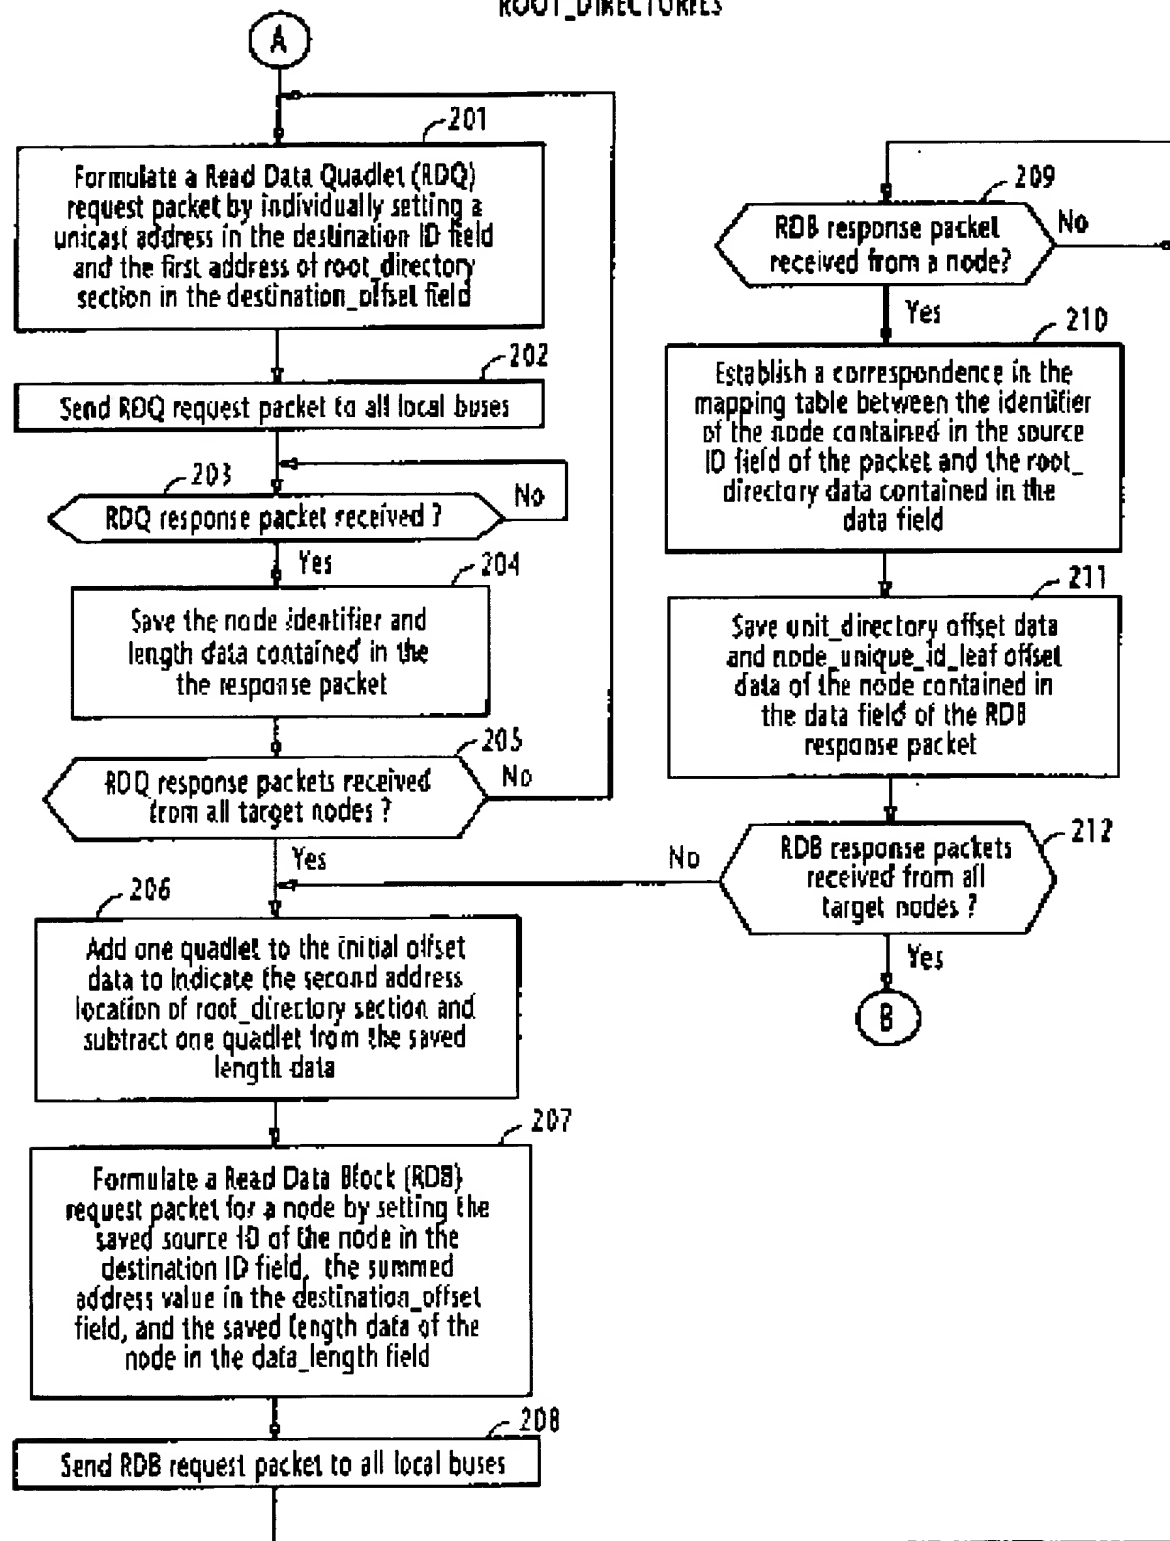 ROOT_DIRECTORIES
A
201
Formulate a Read Data Quadlet (RDQ)
request packet by individually setting a
unicast address in the destination ID field
and the first address of root_directory
section in the destination_offset field
202
Send RDQ request packet to all local buses
203
No
RDQ response packet received ?
Yes
204
Save the node identifier and
length data contained in the
the response packet
205
RDQ response packets received
from all target nodes ?
No
Yes
206
Add one quadlet to the initial offset
data to indicate the second address
location of root_directory section and
subtract one quadlet from the saved
length data
207
Formulate a Read Data Block (RDB)
request packet for a node by setting the
saved source ID of the node in the
destination ID field, the summed
address value in the destination_offset
field, and the saved length data of the
node in the data_length field
208
Send RDB request packet to all local buses
209
RDB response packet
received from a node?
No
Yes
210
Establish a correspondence in the
mapping table between the identifier
of the node contained in the source
ID field of the packet and the root_
directory data contained in the
data field
211
Save unit_directory offset data
and node_unique_id_leaf offset
data of the node contained in
the data field of the RDB
response packet
212
RDB response packets
received from all
target nodes ?
No
Yes
B